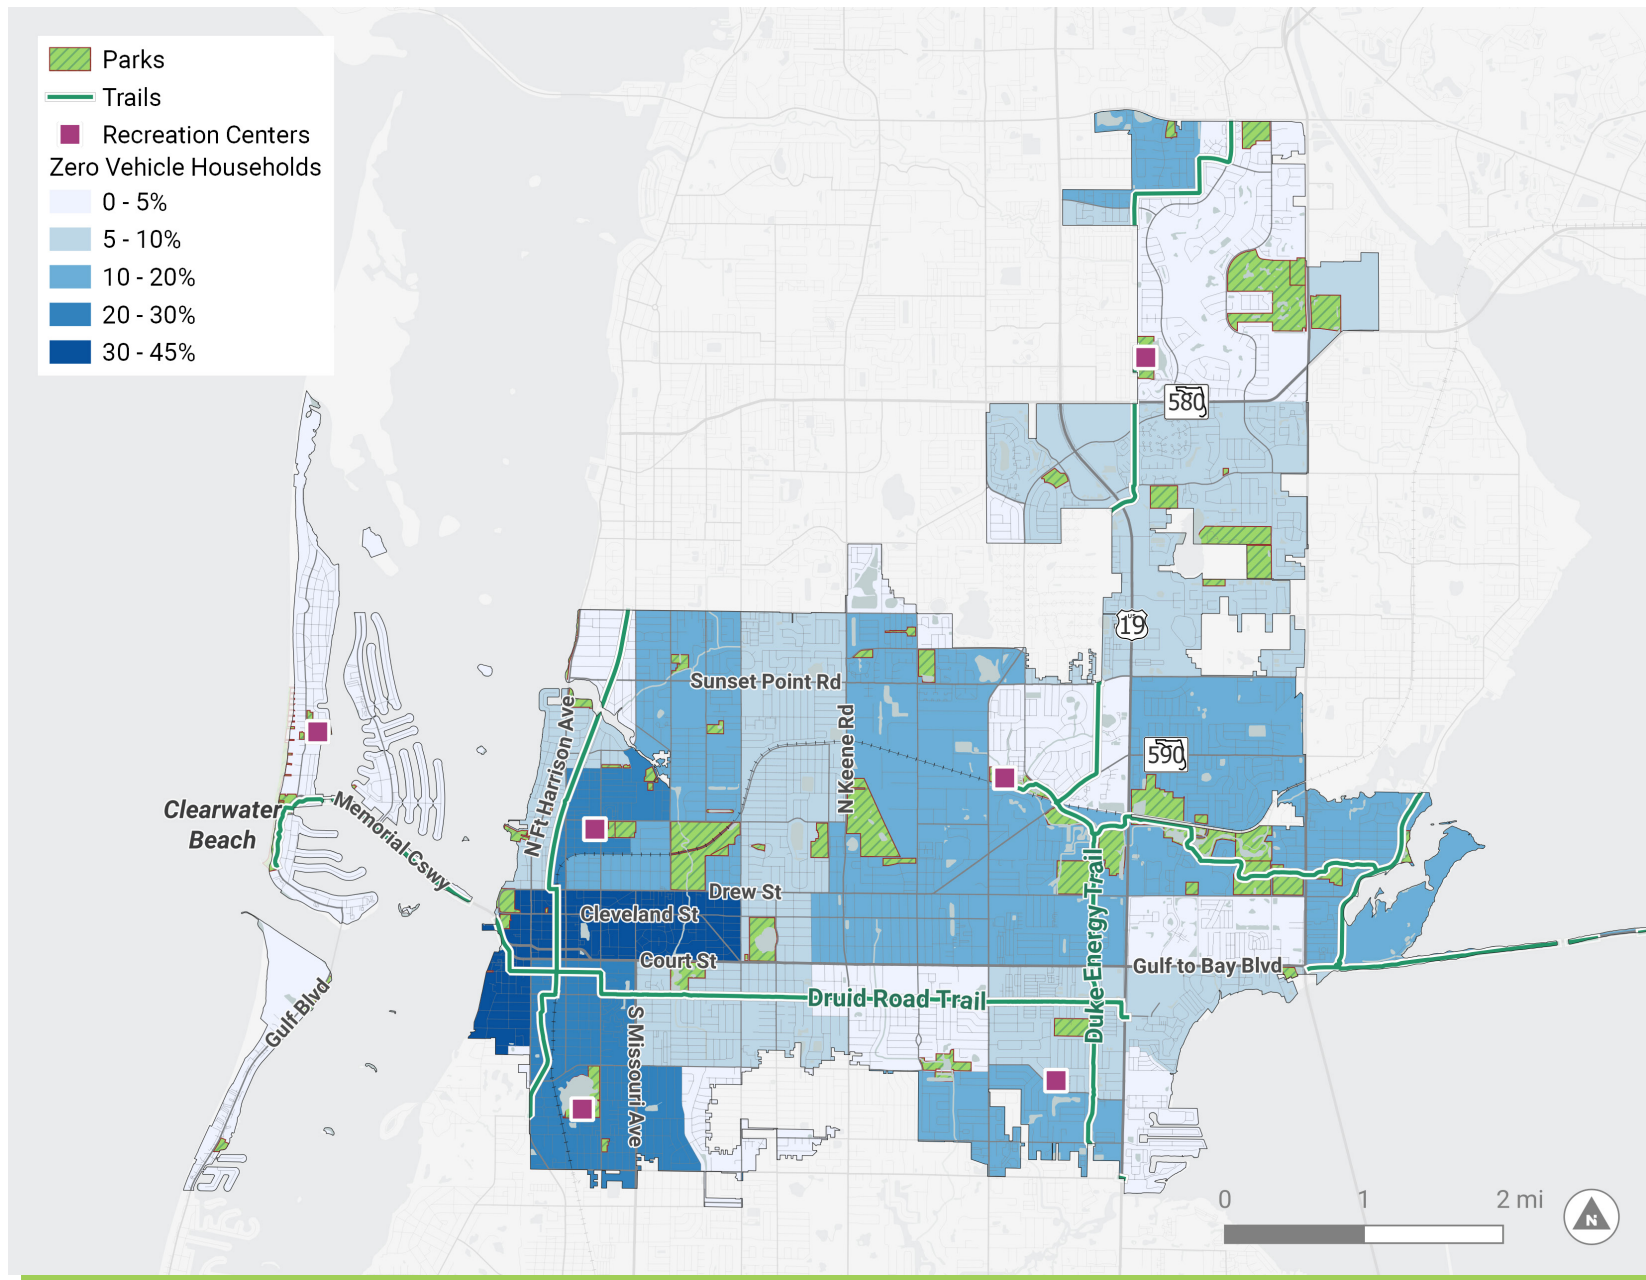 Parks
Trails
Recreation Centers
Zero Vehicle Households
0 - 5%
5 - 10%
10 - 20%
20 - 30%
30 - 45%
580
US
19
Sunset Point Rd
N Keene Rd
590
N Ft Harrison Ave
Clearwater
Beach
Memorial Cswy
Drew St
Cleveland St
Court St
Duke Energy Trail
Gulf to Bay Blvd
Druid Road Trail
Gulf Blvd
S Missouri Ave
0 1 2 mi
N